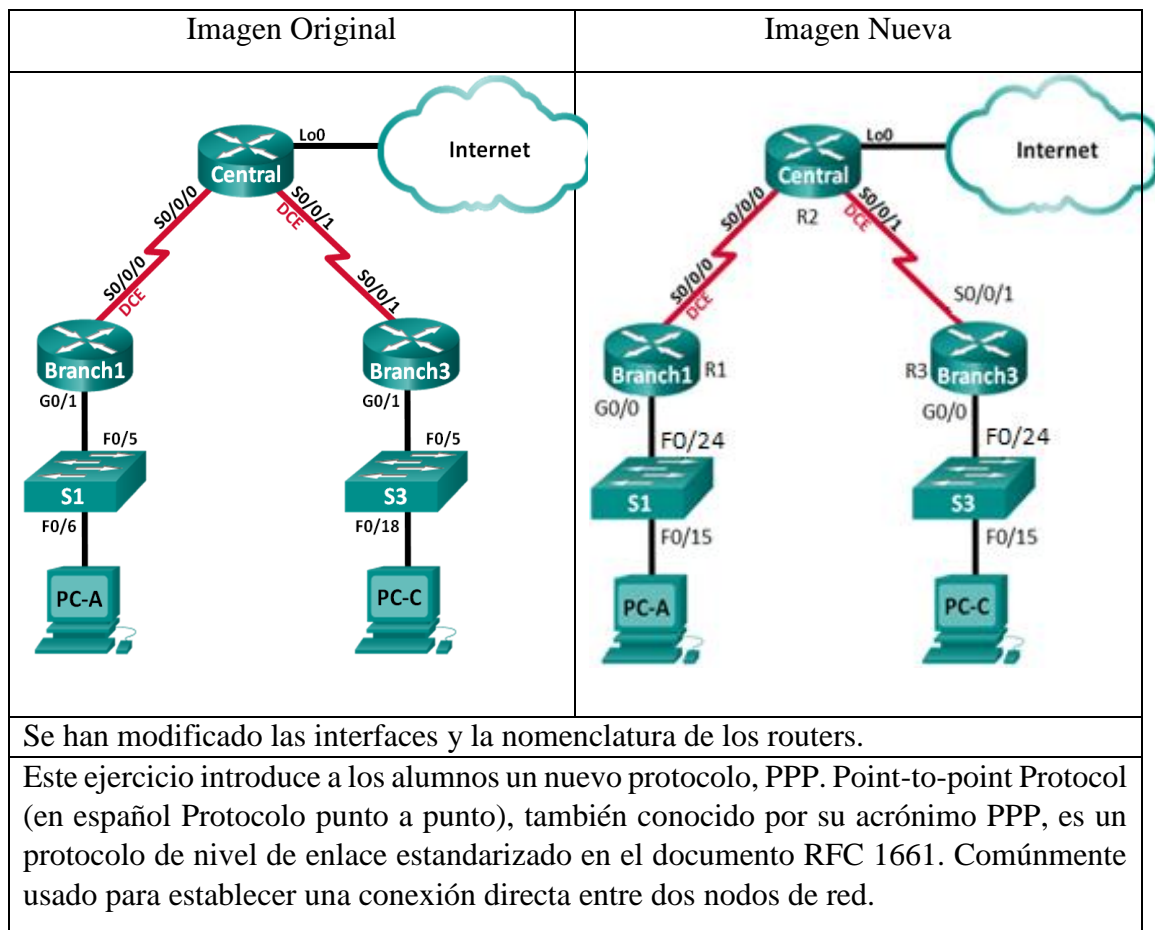 Imagen Original
Imagen Nueva
Lo0
Internet
Central
S0/0/0
S0/0/1
DCE
S0/0/0
DCE
S0/0/1
Branch1
Branch3
G0/1
G0/1
F0/5
F0/5
S1
S3
F0/6
F0/18
PC-A
PC-C
Lo0
Internet
Central
S0/0/0
R2
S0/0/1
DCE
S0/0/0
DCE
S0/0/1
Branch1
R1
R3
Branch3
G0/0
G0/0
F0/24
F0/24
S1
S3
F0/15
F0/15
PC-A
PC-C
Se han modificado las interfaces y la nomenclatura de los routers.
Este ejercicio introduce a los alumnos un nuevo protocolo, PPP. Point-to-point Protocol
(en español Protocolo punto a punto), también conocido por su acrónimo PPP, es un
protocolo de nivel de enlace estandarizado en el documento RFC 1661. Comúnmente
usado para establecer una conexión directa entre dos nodos de red.